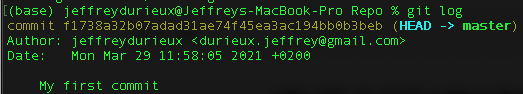 [(base) jeffreydurieux@Jeffreys-MacBook-Pro Repo % git log
commit f1738a32b07adad31ae74f45ea3ac194bb0b3beb (HEAD -> master)
Author: jeffreydurieux <durieux.jeffrey@gmail.com>
Date:   Mon Mar 29 11:58:05 2021 +0200
    My first commit